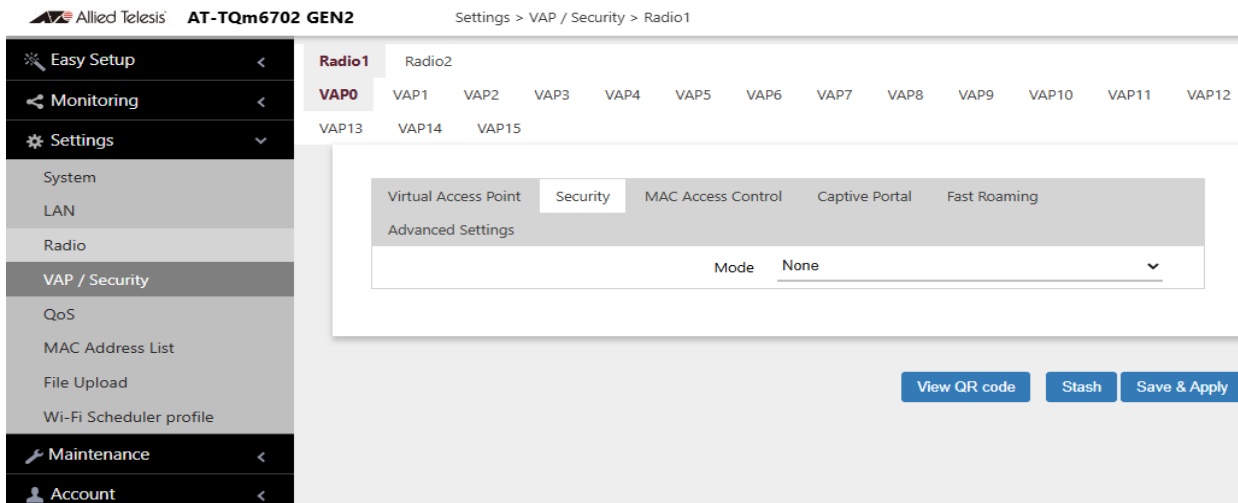 Allied Telesis AT-TQm6702 GEN2 Settings > VAP / Security > Radio1
Easy Setup
Monitoring
Settings
System
LAN
Radio
VAP / Security
QoS
MAC Address List
File Upload
Wi-Fi Scheduler profile
Maintenance
Account
Radio1 Radio2
VAP0 VAP1 VAP2 VAP3 VAP4 VAP5 VAP6 VAP7 VAP8 VAP9 VAP10 VAP11 VAP12
VAP13 VAP14 VAP15
Virtual Access Point Security MAC Access Control Captive Portal Fast Roaming
Advanced Settings
Mode None
View QR code Stash Save & Apply